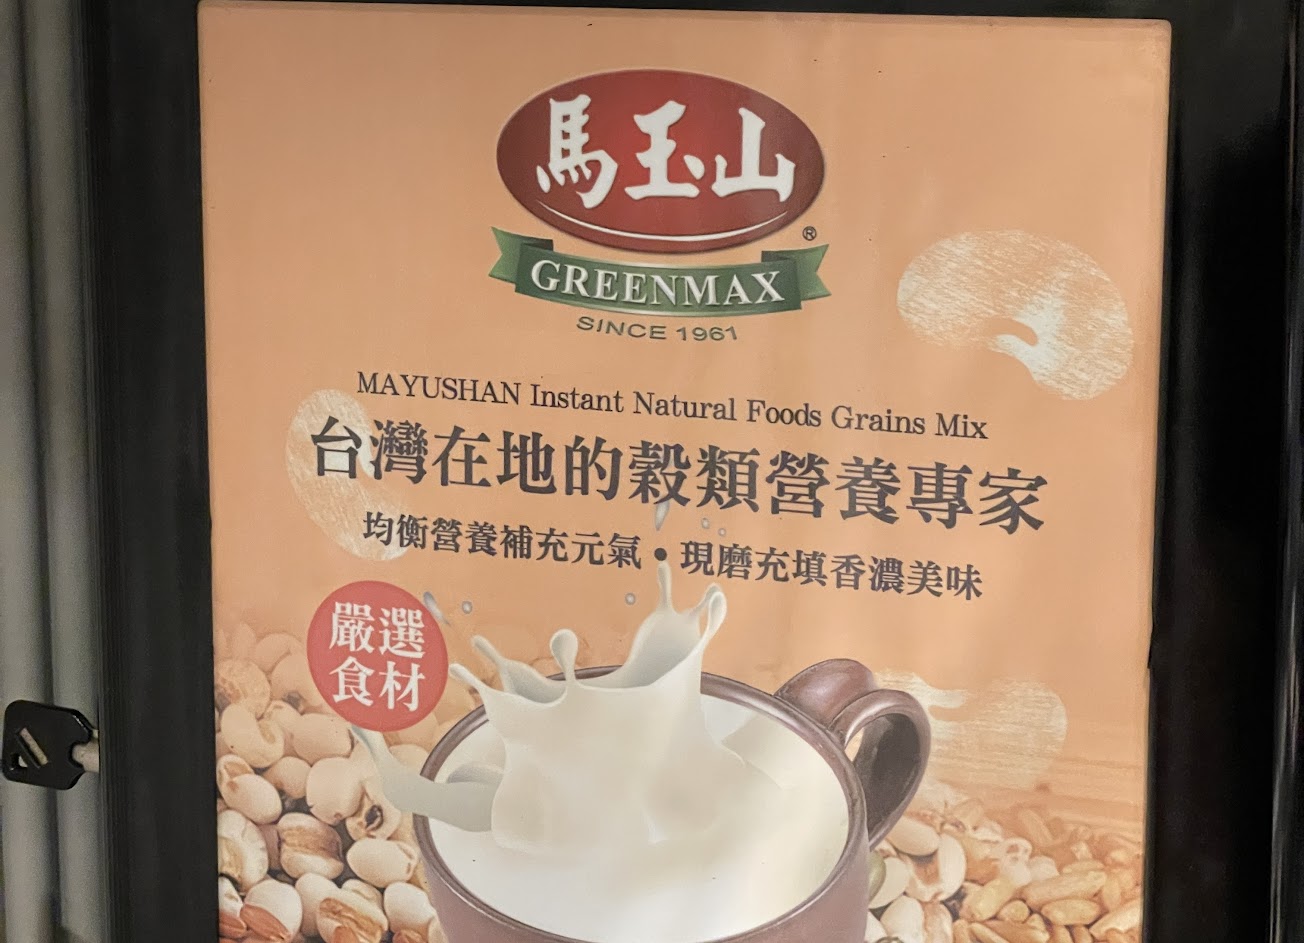 馬玉山
®
GREENMAX
SINCE 1961
MAYUSHAN Instant Natural Foods Grains Mix
台灣在地的穀類營養專家
均衡營養補充元氣•現磨充填香濃美味
嚴選
食材